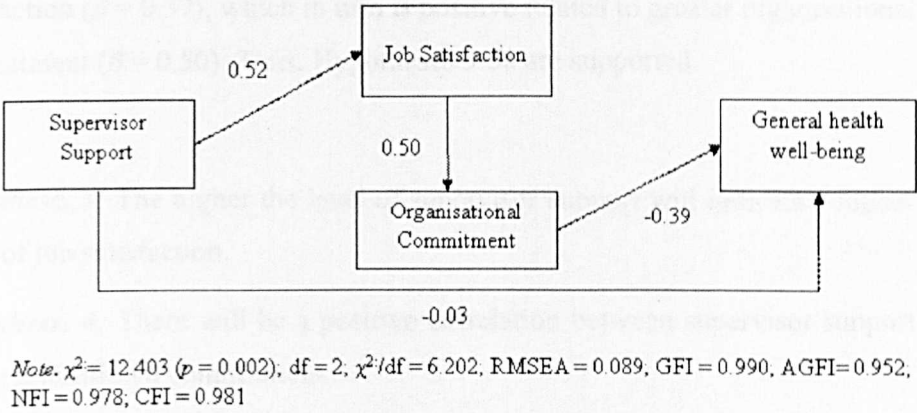 Job Satisfaction
0.52
Supervisor
Support
General health
well-being
0.50
Organisational
Commitment
-0.39
-0.03
Note. χ²= 12.403 (p = 0.002); df = 2; χ²/df = 6.202; RMSEA = 0.089; GFI = 0.990; AGFI= 0.952;
NFI = 0.978; CFI = 0.981